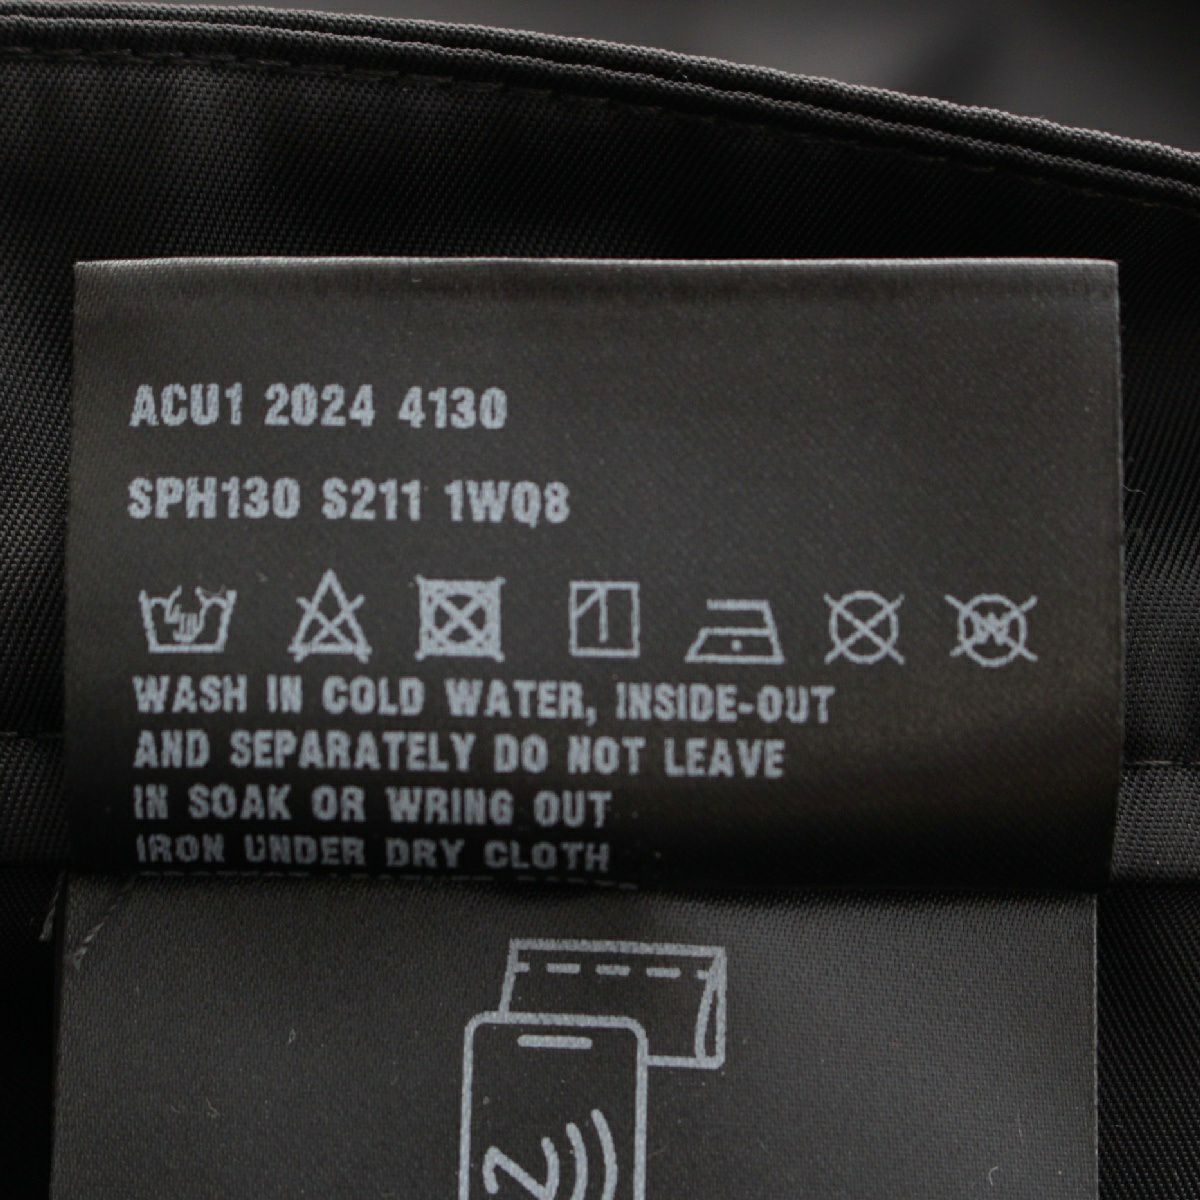 ACU1 2024 4130
SPH130 S211 1WQ8
W
WASH IN COLD WATER, INSIDE-OUT
AND SEPARATELY DO NOT LEAVE
IN SOAK OR WRING OUT
IRON UNDER DRY CLOTH